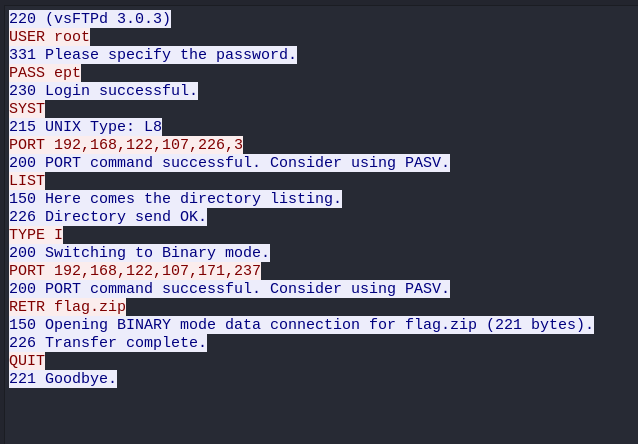 220 (vsFTPd 3.0.3)
USER root
331 Please specify the password.
PASS ept
230 Login successful.
SYST
215 UNIX Type: L8
PORT 192,168,122,107,226,3
200 PORT command successful. Consider using PASV.
LIST
150 Here comes the directory listing.
226 Directory send OK.
TYPE I
200 Switching to Binary mode.
PORT 192,168,122,107,171,237
200 PORT command successful. Consider using PASV.
RETR flag.zip
150 Opening BINARY mode data connection for flag.zip (221 bytes).
226 Transfer complete.
QUIT
221 Goodbye.